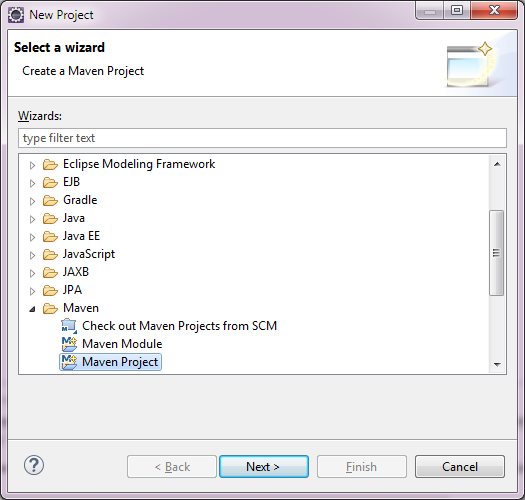 New Project
Select a wizard
Create a Maven Project
Wizards:
type filter text
Eclipse Modeling Framework
EJB
Gradle
Java
Java EE
JavaScript
JAXB
JPA
Maven
Check out Maven Projects from SCM
Maven Module
Maven Project
? < Back Next > Finish Cancel